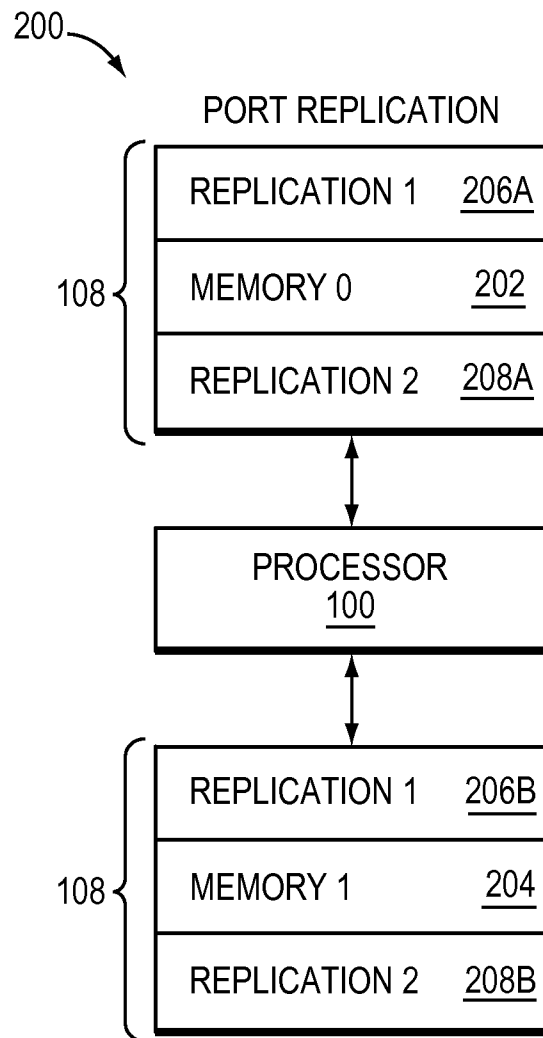 200
PORT REPLICATION
REPLICATION 1 206A
108
MEMORY 0 202
REPLICATION 2 208A
PROCESSOR
100
REPLICATION 1 206B
108
MEMORY 1 204
REPLICATION 2 208B